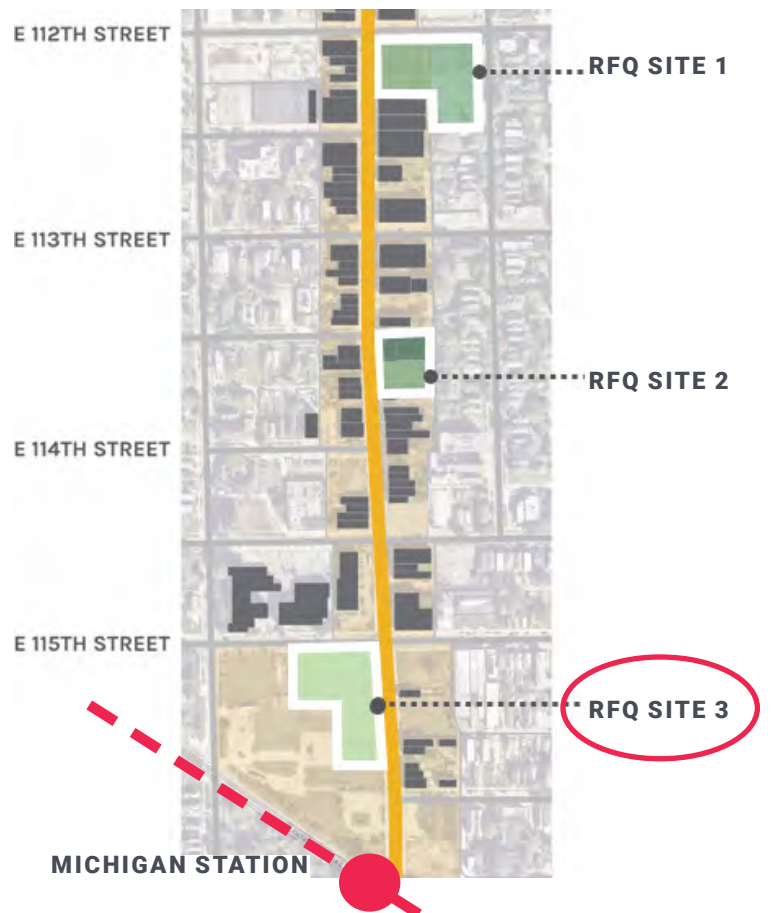 E 112TH STREET
RFQ SITE 1
E 113TH STREET
RFQ SITE 2
E 114TH STREET
E 115TH STREET
RFQ SITE 3
MICHIGAN STATION